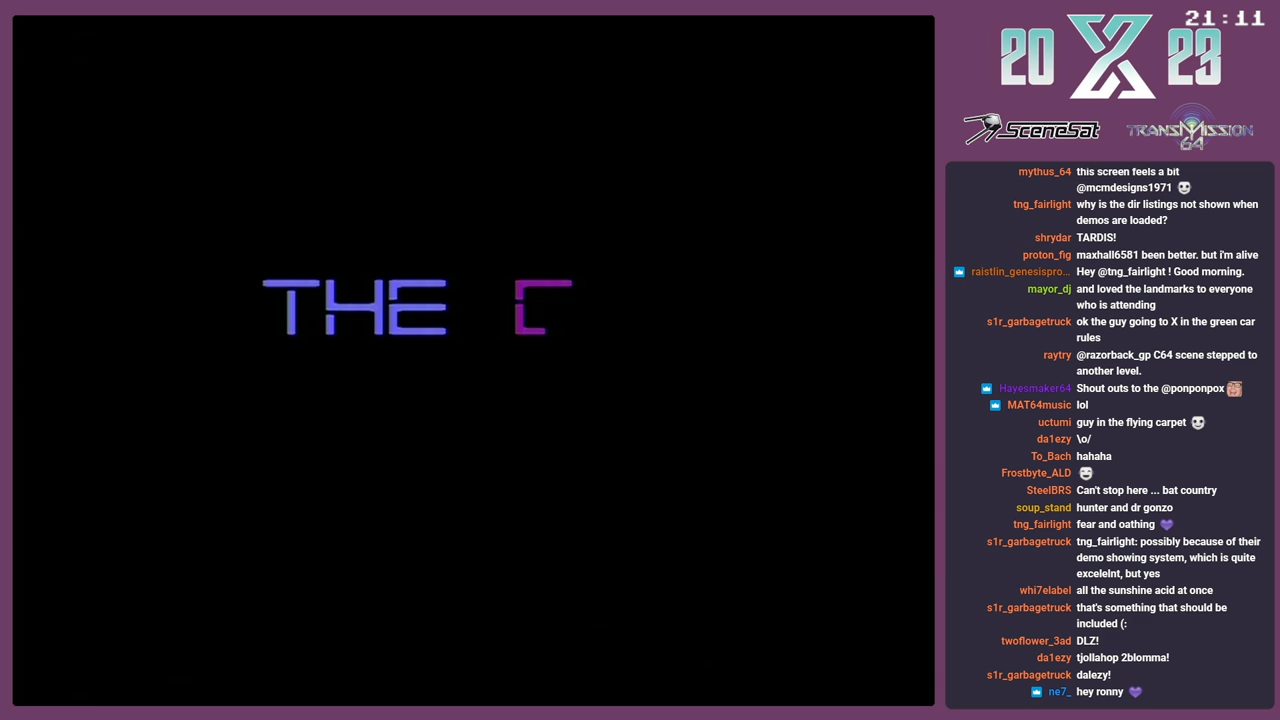 THE
21:11
20 X 23
SceneSat
TRANSMISSION
64
mythus_64 this screen feels a bit
@mcmdesigns1971
tng_fairlight why is the dir listings not shown when
demos are loaded?
shrydar TARDIS!
proton_fig maxhall6581 been better. but i'm alive
raistlin_genesispro... Hey @tng_fairlight ! Good morning.
mayor_dj and loved the landmarks to everyone
who is attending
s1r_garbagetruck ok the guy going to X in the green car
rules
raytry @razorback_gp C64 scene stepped to
another level.
Hayesmaker64 Shout outs to the @ponponpox
MAT64music lol
uctumi guy in the flying carpet
da1ezy \o/
To_Bach hahaha
Frostbyte_ALD
SteelBRS Can't stop here ... bat country
soup_stand hunter and dr gonzo
tng_fairlight fear and oathing
s1r_garbagetruck tng_fairlight: possibly because of their
demo showing system, which is quite
excelelnt, but yes
whi7elabel all the sunshine acid at once
s1r_garbagetruck that's something that should be
included (:
twoflower_3ad DLZ!
da1ezy tjollahop 2blomma!
s1r_garbagetruck dalezy!
ne7_ hey ronny